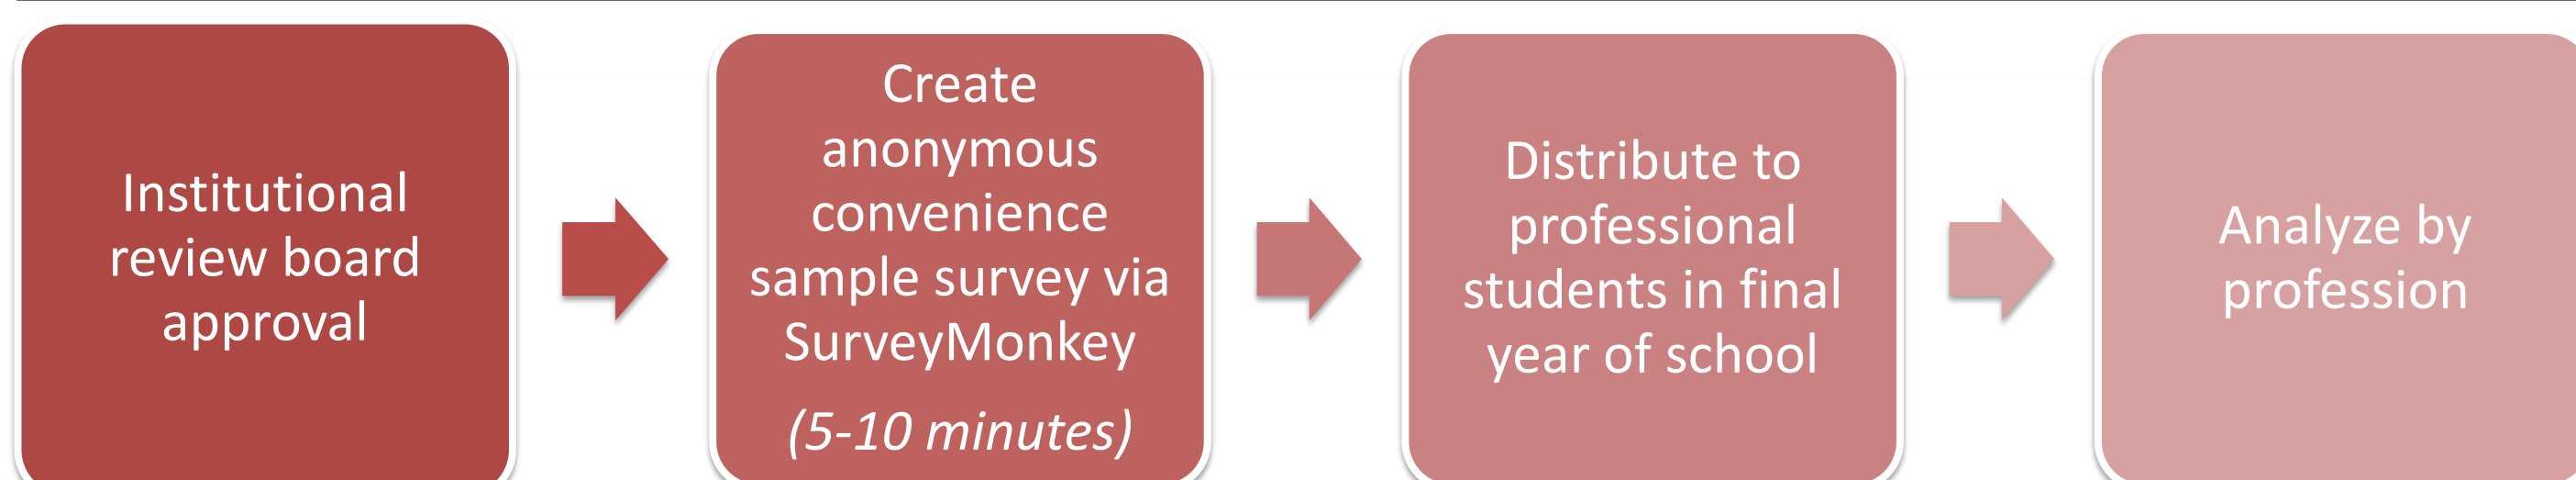 Institutional
review board
approval
Create
anonymous
convenience
sample survey via
SurveyMonkey
(5-10 minutes)
Distribute to
professional
students in final
year of school
Analyze by
profession